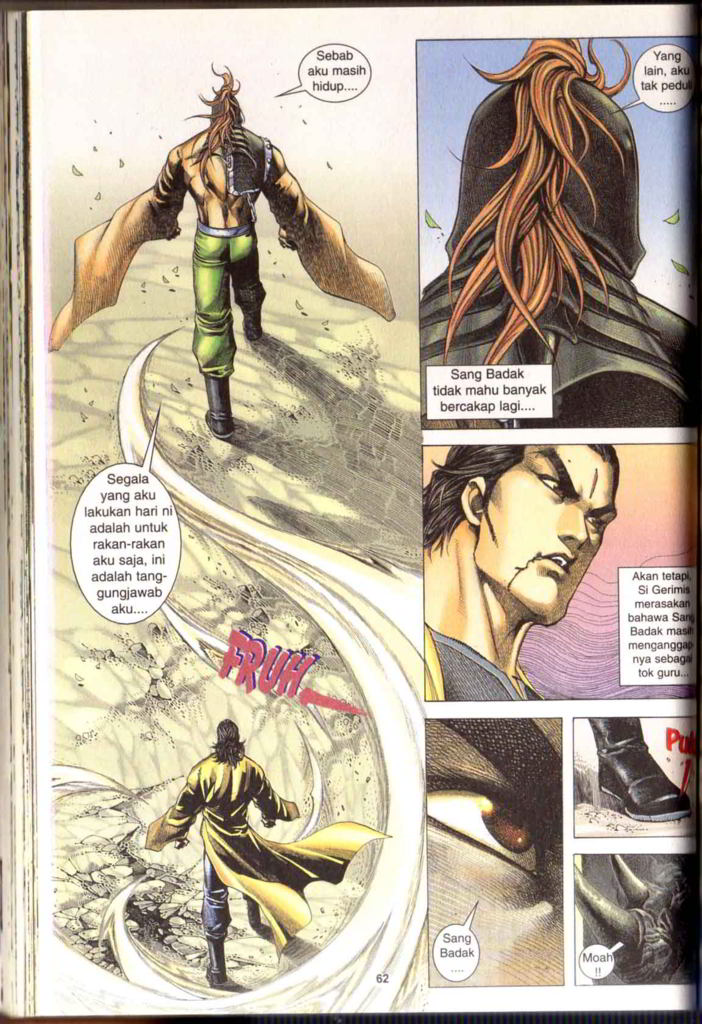 Sebab
aku masih
hidup....
Segala
yang aku
lakukan hari ni
adalah untuk
rakan-rakan
aku saja, ini
adalah tang-
gungjawab
aku....
FRUH
Yang
lain, aku
tak peduli
.....
Sang Badak
tidak mahu banyak
bercakap lagi....
Akan tetapi,
Si Gerimis
merasakan
bahawa Sang
Badak masih
menganggap
nya sebagai
tok guru...
Sang
Badak
....
Moah
!!
62